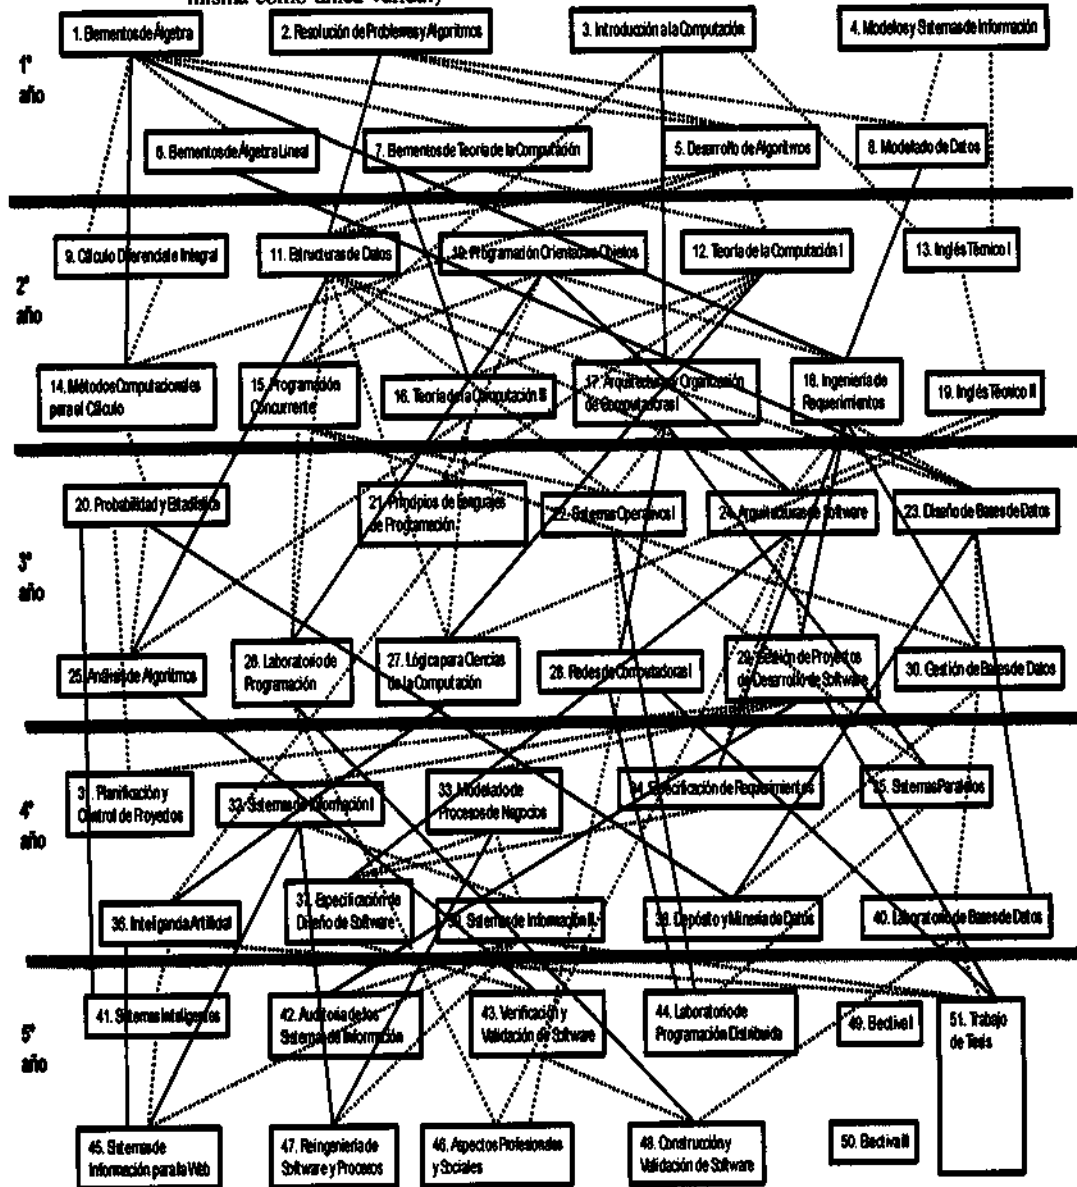 misma como única
1. Elementos de Álgebra
2. Resolución de Problemas y Algoritmos
3. Introducción a la Computación
4. Modelos y Sistemas de Información
1º
año
6. Elementos de Álgebra Lineal
7. Elementos de Teoría de la Computación
5. Desarrollo de Algoritmos
8. Modelado de Datos
9. Cálculo Diferencial e Integral
11. Estructuras de Datos
10. Programación Orientada a Objetos
12. Teoría de la Computación I
13. Inglés Técnico I
2º
año
14. Métodos Computacionales
para el Cálculo
15. Programación
Concurrente
16. Teoría de la Computación II
17. Arquitecturas y Organización
de Computadoras I
18. Ingeniería de
Requerimientos
19. Inglés Técnico II
20. Probabilidad y Estadística
21. Principios de Lenguajes
de Programación
22. Sistemas Operativos I
24. Arquitecturas de Software
23. Diseño de Bases de Datos
3º
año
25. Análisis de Algoritmos
26. Laboratorio de
Programación
27. Lógica para Ciencias
de la Computación
28. Redes de Computadoras I
29. Gestión de Proyectos
de Desarrollo de Software
30. Gestión de Bases de Datos
4º
año
31. Planificación y
Control de Proyectos
32. Sistemas de Información I
33. Modelado de
Procesos de Negocios
34. Especificación de Requerimientos
35. Sistemas Paralelos
36. Inteligencia Artificial
37. Especificación de
Diseño de Software
39. Sistemas de Información II
38. Depósito y Minería de Datos
40. Laboratorio de Bases de Datos
5º
año
41. Sistemas Inteligentes
42. Auditoría de los
Sistemas de Información
43. Verificación y
Validación de Software
44. Laboratorio de
Programación Distribuida
49. Electiva I
51. Trabajo
de Tesis
45. Sistemas de
Información para la Web
47. Reingeniería de
Software y Procesos
46. Aspectos Profesionales
y Sociales
48. Construcción y
Validación de Software
50. Electiva II